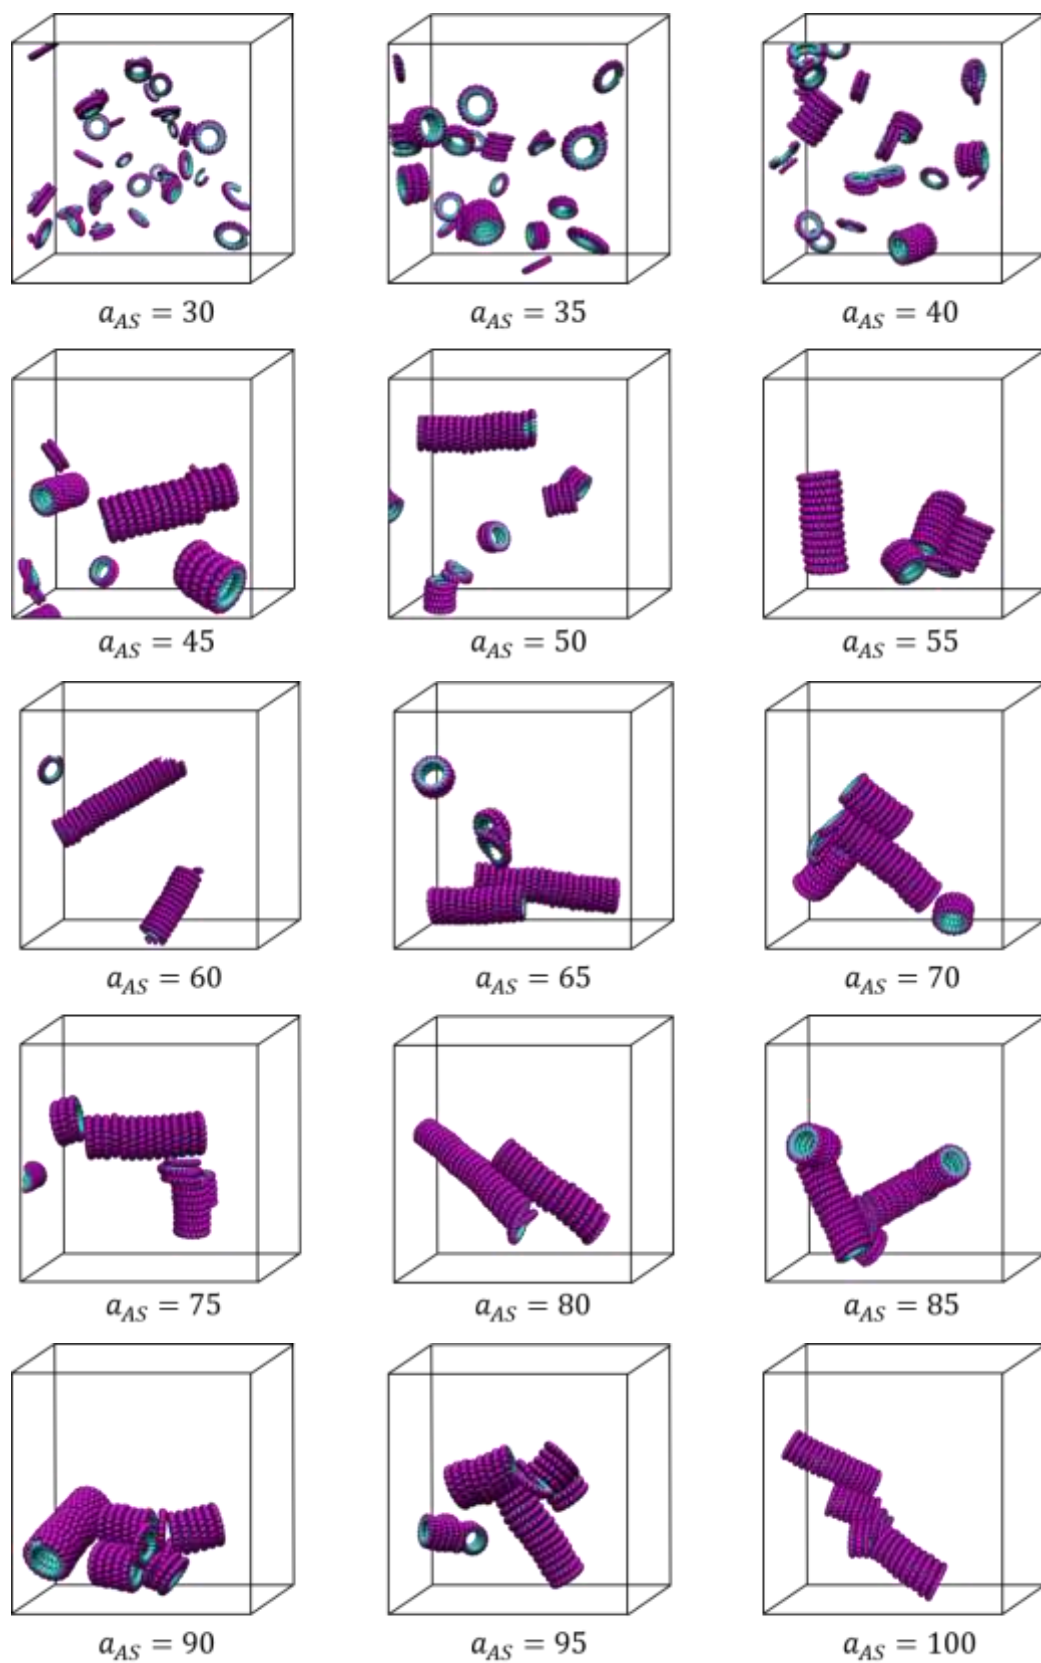 a_AS = 30
a_AS = 35
a_AS = 40
a_AS = 45
a_AS = 50
a_AS = 55
a_AS = 60
a_AS = 65
a_AS = 70
a_AS = 75
a_AS = 80
a_AS = 85
a_AS = 90
a_AS = 95
a_AS = 100